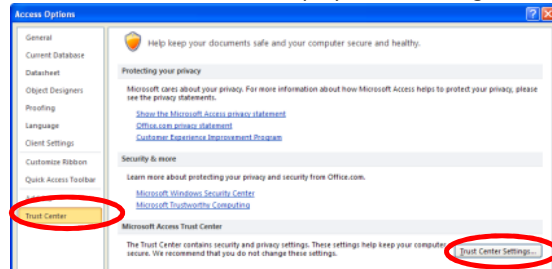 Access Options
General
Current Database
Datasheet
Object Designers
Proofing
Language
Client Settings
Customize Ribbon
Quick Access Toolbar
Trust Center
Help keep your documents safe and your computer secure and healthy.
Protecting your privacy
Microsoft cares about your privacy. For more information about how Microsoft Access helps to protect your privacy, please
see the privacy statements.
Show the Microsoft Access privacy statement
Office.com privacy statement
Customer Experience Improvement Program
Security & more
Learn more about protecting your privacy and security from Office.com.
Microsoft Windows Security Center
Microsoft Trustworthy Computing
Microsoft Access Trust Center
The Trust Center contains security and privacy settings. These settings help keep your computer
secure. We recommend that you do not change these settings.
Trust Center Settings...